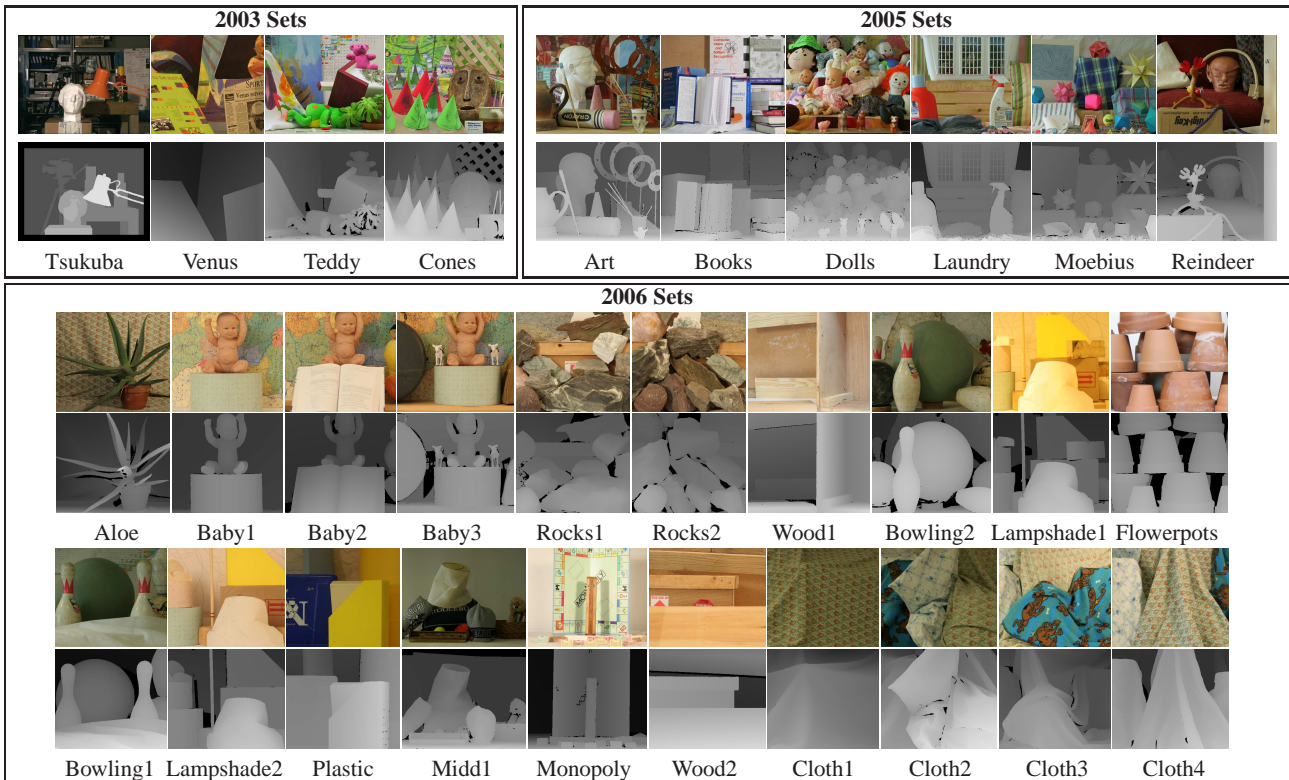 2003 Sets
Tsukuba Venus Teddy Cones
2005 Sets
Art Books Dolls Laundry Moebius Reindeer
2006 Sets
Aloe Baby1 Baby2 Baby3 Rocks1 Rocks2 Wood1 Bowling2 Lampshade1 Flowerpots
Bowling1 Lampshade2 Plastic Midd1 Monopoly Wood2 Cloth1 Cloth2 Cloth3 Cloth4